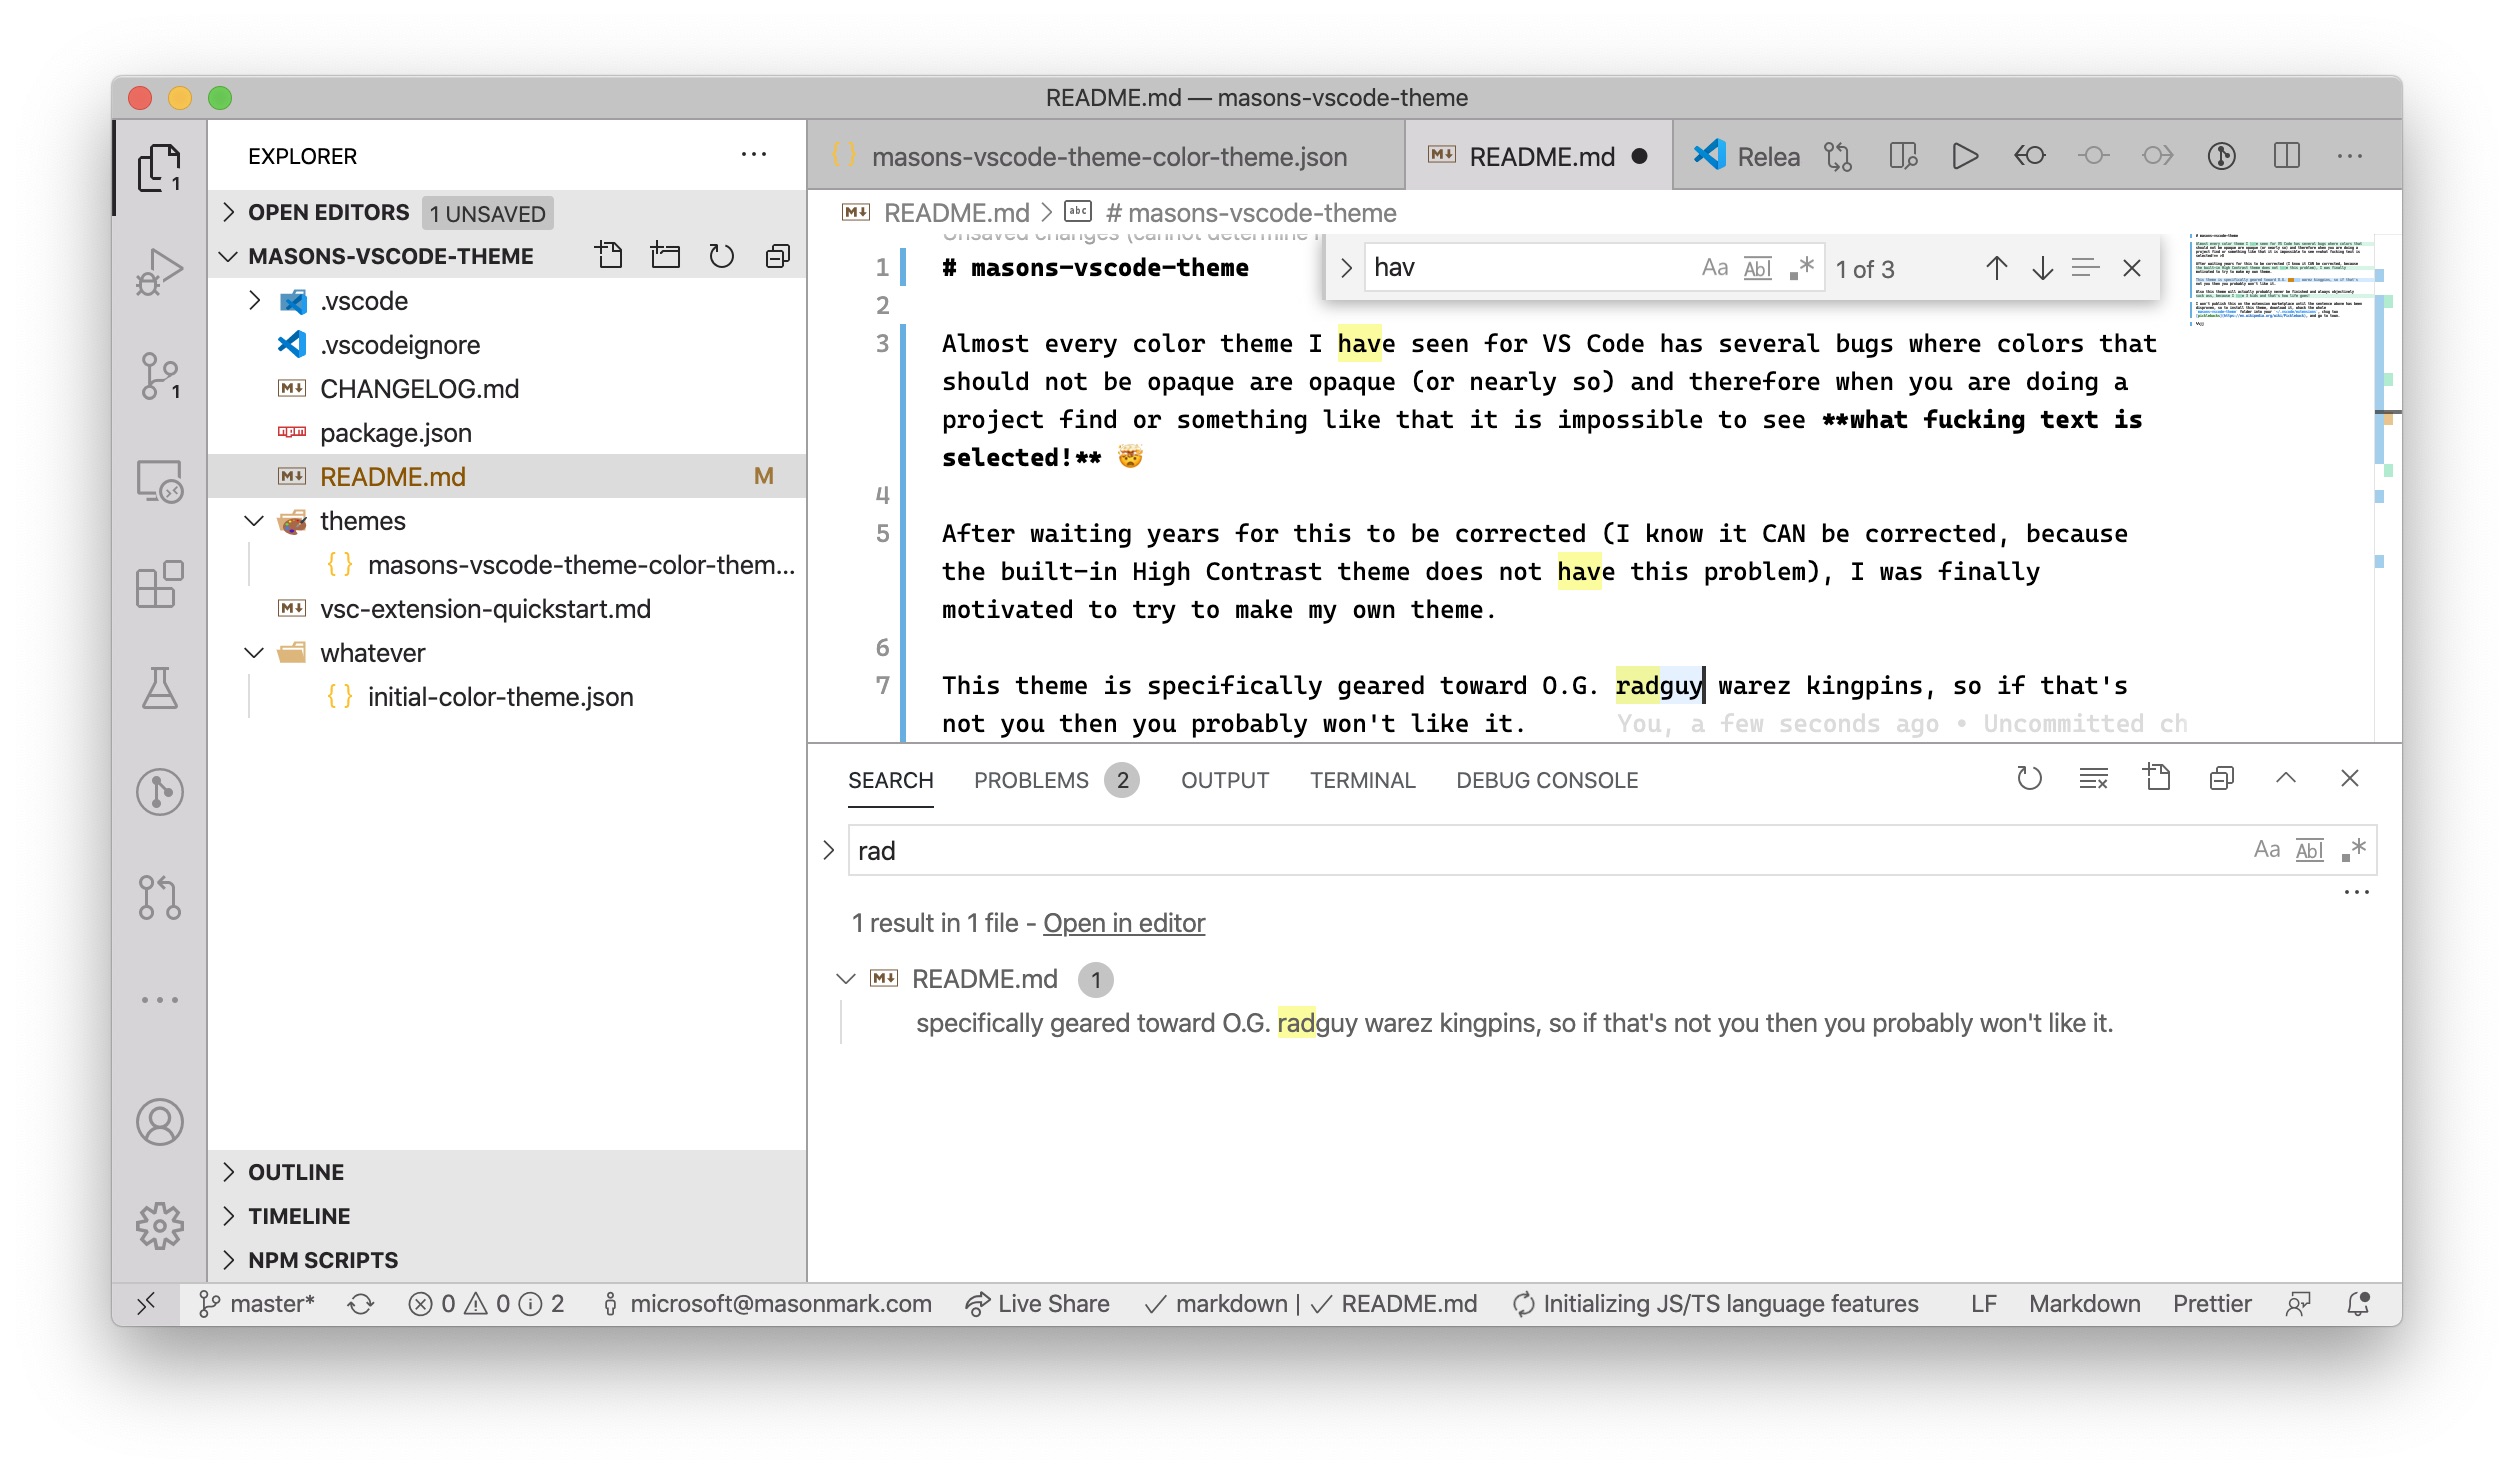 README.md — masons-vscode-theme
EXPLORER
1
OPEN EDITORS 1 UNSAVED
MASONS-VSCODE-THEME
.vscode
.vscodeignore
CHANGELOG.md
package.json
README.md M
themes
masons-vscode-theme-color-them...
vsc-extension-quickstart.md
whatever
initial-color-theme.json
1
OUTLINE
TIMELINE
NPM SCRIPTS
masons-vscode-theme-color-theme.json
README.md
Relea
README.md > # masons-vscode-theme
Unsaved changes (cannot determine
hav Aa Abl .* 1 of 3
1 # masons-vscode-theme
2
3 Almost every color theme I have seen for VS Code has several bugs where colors that
should not be opaque are opaque (or nearly so) and therefore when you are doing a
project find or something like that it is impossible to see **what fucking text is
selected!** 🤯
4
5 After waiting years for this to be corrected (I know it CAN be corrected, because
the built-in High Contrast theme does not have this problem), I was finally
motivated to try to make my own theme.
6
7 This theme is specifically geared toward O.G. radguy warez kingpins, so if that's
not you then you probably won't like it. You, a few seconds ago • Uncommitted ch
SEARCH PROBLEMS 2 OUTPUT TERMINAL DEBUG CONSOLE
rad Aa Abl .*
1 result in 1 file - Open in editor
README.md 1
specifically geared toward O.G. radguy warez kingpins, so if that's not you then you probably won't like it.
master* 0 0 2 microsoft@masonmark.com Live Share ✓ markdown | ✓ README.md Initializing JS/TS language features LF Markdown Prettier